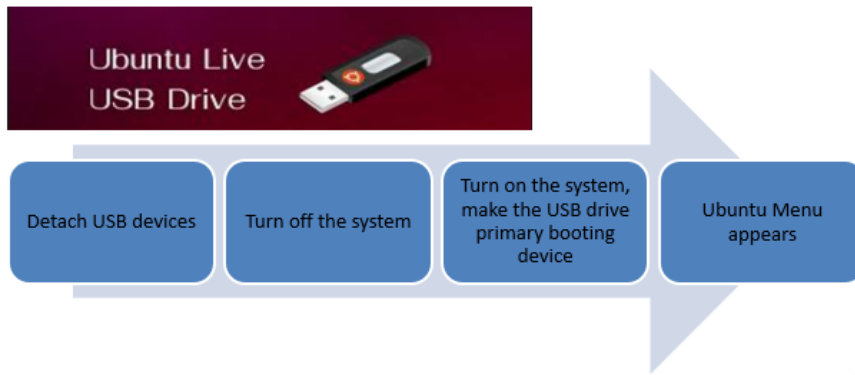 Ubuntu Live
USB Drive
Detach USB devices
Turn off the system
Turn on the system,
make the USB drive
primary booting
device
Ubuntu Menu
appears